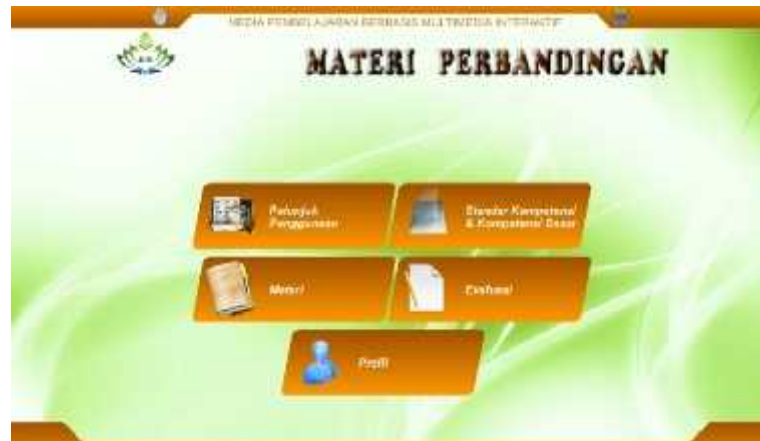 MEDIA PEMBELAJARAN BERBASIS MULTIMEDIA INTERAKTIF
MATERI PERBANDINGAN
Petunjuk
Penggunaan
Standar Kompetensi
& Kompetensi Dasar
Materi
Evaluasi
Profil